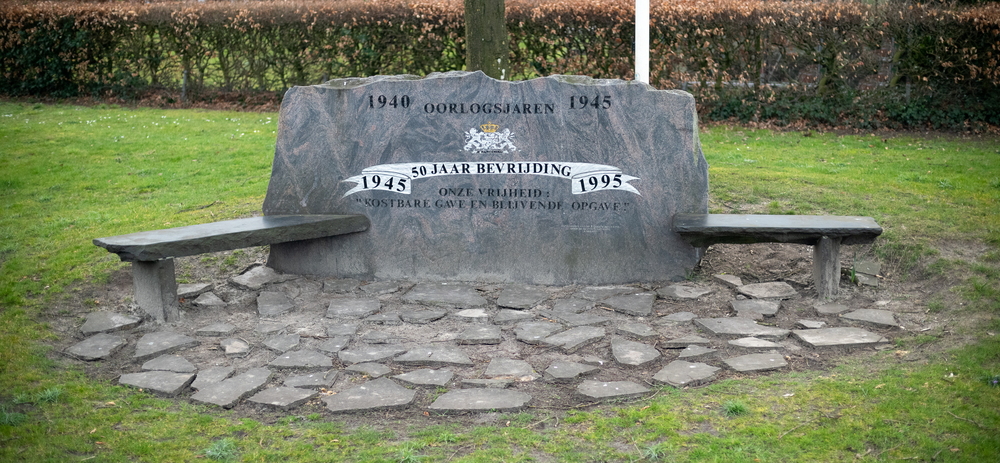 1940 OORLOGSJAREN 1945
50 JAAR BEVRIJDING
1945 1995
ONZE VRIJHEID :
"KOSTBARE GAVE EN BLIJVENDE OPGAVE"